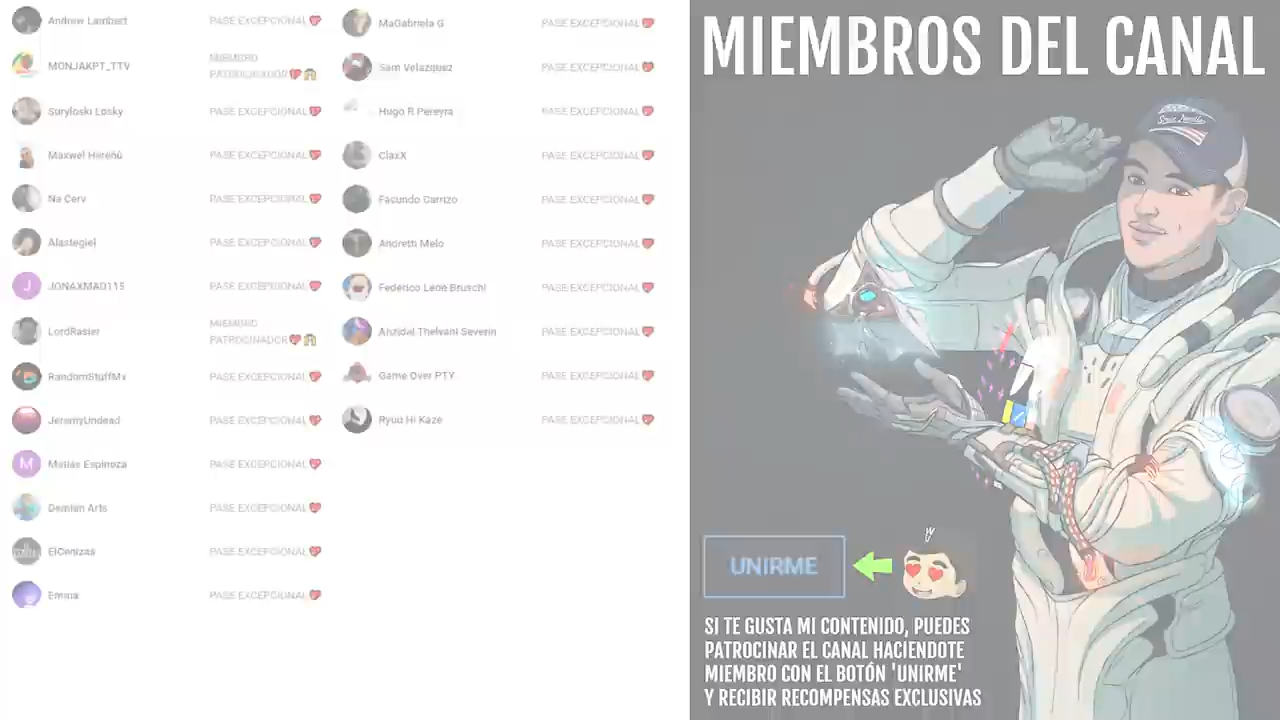 Andrew Lambert PASE EXCEPCIONAL
MONJAKPT_TTV MIEMBRO
PATROCINADOR
Suryloski Losky PASE EXCEPCIONAL
Maxwel Hereñú PASE EXCEPCIONAL
Na Cerv PASE EXCEPCIONAL
Alastegiel PASE EXCEPCIONAL
J JONAXMAD115 PASE EXCEPCIONAL
LordRasier MIEMBRO
PATROCINADOR
RandomStuffMx PASE EXCEPCIONAL
JeremyUndead PASE EXCEPCIONAL
M Matias Espinoza PASE EXCEPCIONAL
Demian Arts PASE EXCEPCIONAL
ElCenizas PASE EXCEPCIONAL
Emma PASE EXCEPCIONAL
MaGabriela G PASE EXCEPCIONAL
Sam Velazquez PASE EXCEPCIONAL
Hugo R Pereyra PASE EXCEPCIONAL
ClaxX PASE EXCEPCIONAL
Facundo Carrizo PASE EXCEPCIONAL
Andretti Melo PASE EXCEPCIONAL
Federico Lene Bruschi PASE EXCEPCIONAL
Anzidal Thelvani Severin PASE EXCEPCIONAL
Game Over PTY PASE EXCEPCIONAL
Ryuu Hi Kaze PASE EXCEPCIONAL
MIEMBROS DEL CANAL
UNIRME
SI TE GUSTA MI CONTENIDO, PUEDES
PATROCINAR EL CANAL HACIENDOTE
MIEMBRO CON EL BOTÓN 'UNIRME'
Y RECIBIR RECOMPENSAS EXCLUSIVAS